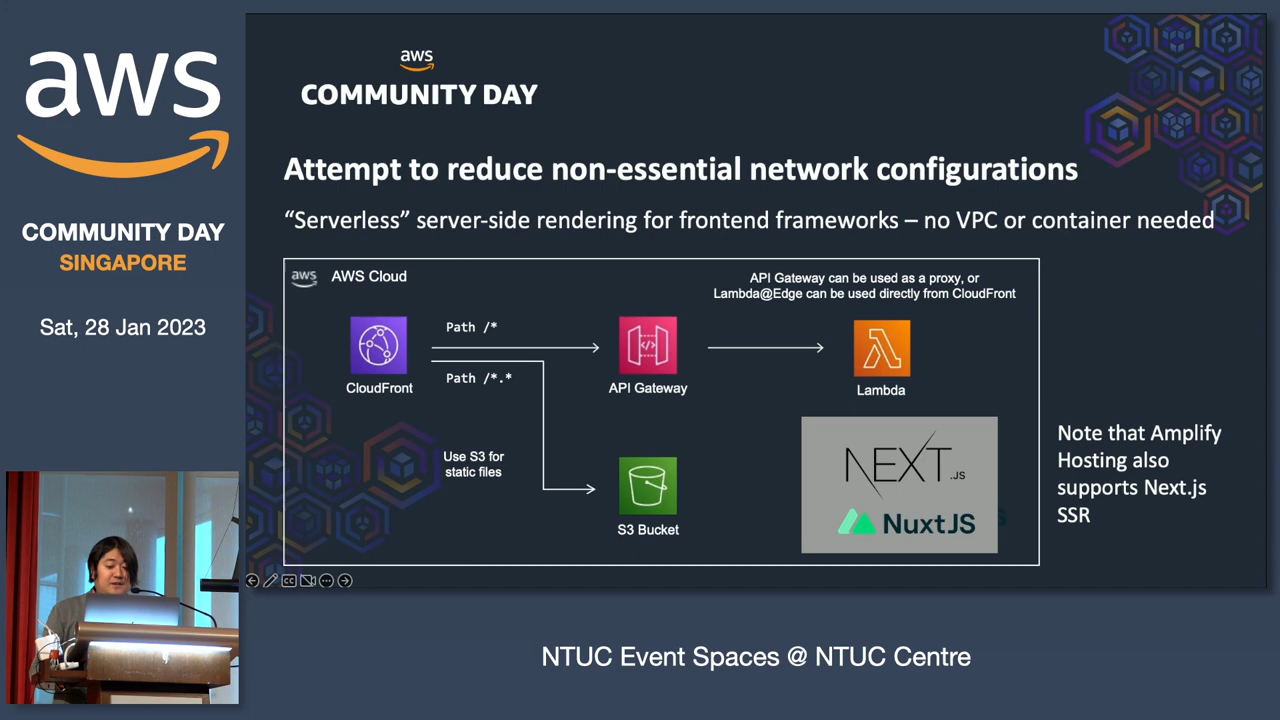 aws
COMMUNITY DAY
SINGAPORE
Sat, 28 Jan 2023
aws
COMMUNITY DAY
Attempt to reduce non-essential network configurations
“Serverless” server-side rendering for frontend frameworks – no VPC or container needed
aws
AWS Cloud
API Gateway can be used as a proxy, or
Lambda@Edge can be used directly from CloudFront
Path /*
CloudFront
API Gateway
Lambda
Path /*.*
Use S3 for
static files
S3 Bucket
NEXT.JS
NuxtJS
Note that Amplify
Hosting also
supports Next.js
SSR
CC
NTUC Event Spaces @ NTUC Centre